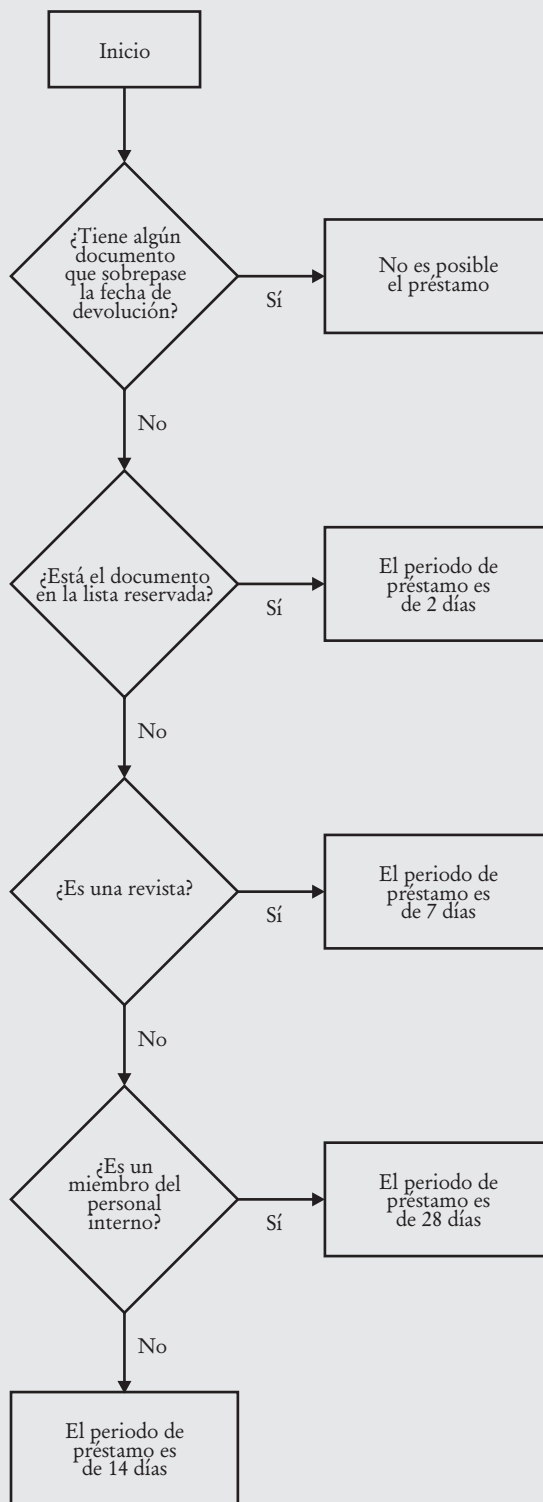 Inicio
¿Tiene algún
documento
que sobrepase
la fecha de
devolución?
Sí
No es posible
el préstamo
No
¿Está el documento
en la lista reservada?
Sí
El periodo de
préstamo es
de 2 días
No
¿Es una revista?
Sí
El periodo de
préstamo es
de 7 días
No
¿Es un
miembro del
personal
interno?
Sí
El periodo de
préstamo es
de 28 días
No
El periodo de
préstamo es
de 14 días